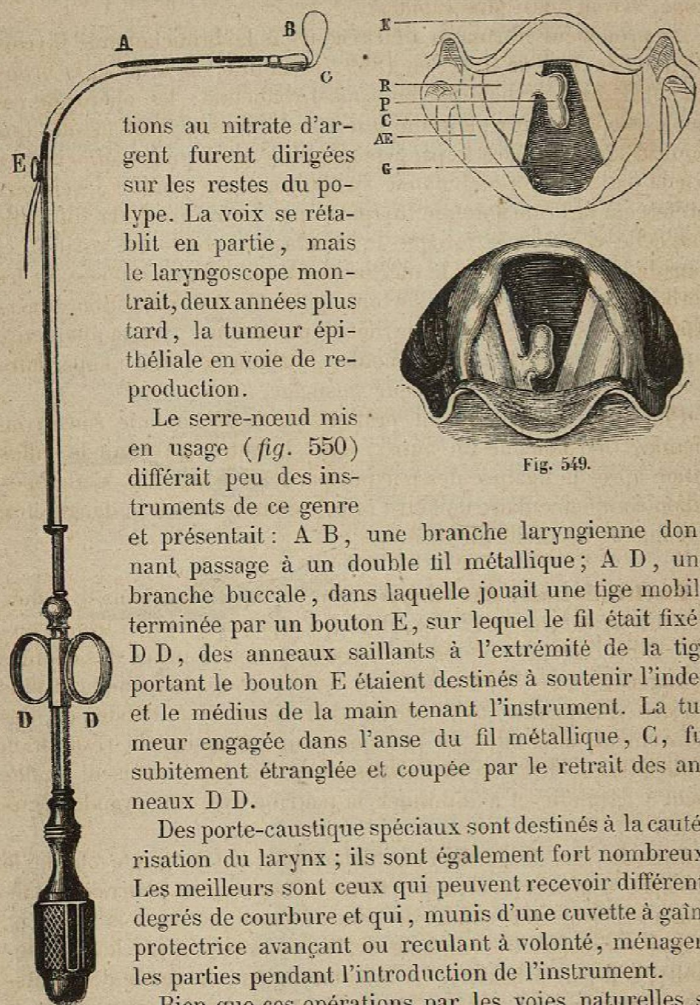 A
B
C
E
D
D
E
R
P
C
Æ
G
Fig. 549.
tions au nitrate d'ar-
gent furent dirigées
sur les restes du po-
lype. La voix se réta-
blit en partie, mais
le laryngoscope mon-
trait, deux années plus
tard, la tumeur épi-
théliale en voie de re-
production.
Le serre-nœud mis
en usage (fig. 550)
différait peu des ins-
truments de ce genre
et présentait : A B, une branche laryngienne don
nant passage à un double fil métallique ; A D, un
branche buccale, dans laquelle jouait une tige mobil
terminée par un bouton E, sur lequel le fil était fixé
D D, des anneaux saillants à l'extrémité de la tig
portant le bouton E étaient destinés à soutenir l'inde
et le médius de la main tenant l'instrument. La tu
meur engagée dans l'anse du fil métallique, C, fu
subitement étranglée et coupée par le retrait des an
neaux D D.
Des porte-caustique spéciaux sont destinés à la cauté
risation du larynx ; ils sont également fort nombreux
Les meilleurs sont ceux qui peuvent recevoir différent
degrés de courbure et qui, munis d'une cuvette à gaîn
protectrice avançant ou reculant à volonté, ménagen
les parties pendant l'introduction de l'instrument.
Bien que ces opérations par les voies naturelles